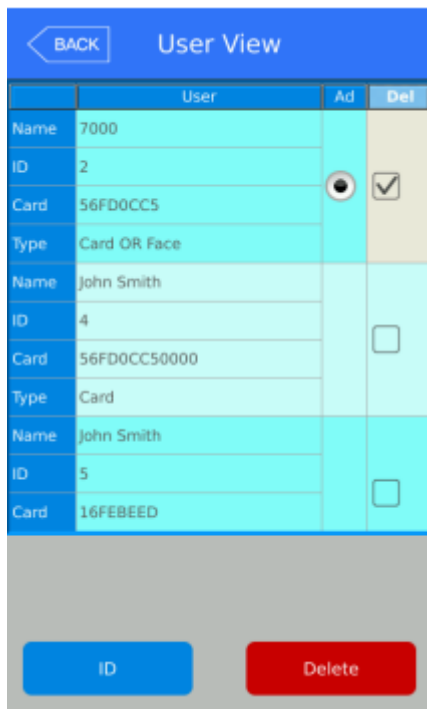 BACK User View
User Ad Del
Name 7000
ID 2
Card 56FD0CC5
Type Card OR Face
Name John Smith
ID 4
Card 56FD0CC50000
Type Card
Name John Smith
ID 5
Card 16FEBEED
ID Delete